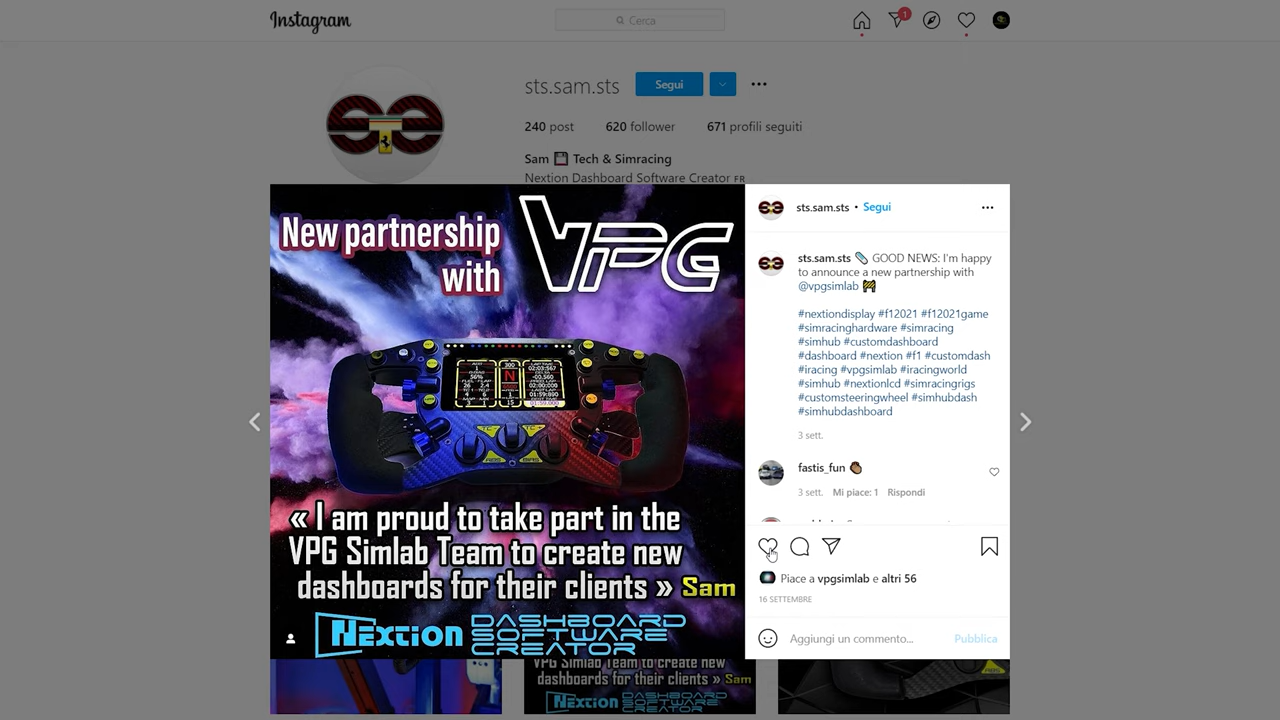 Instagram
Cerca
1
sts.sam.sts
Segui
240 post 620 follower 671 profili seguiti
Sam 💾 Tech & Simracing
Nextion Dashboard Software Creator FR
New partnership
with
VPG
« I am proud to take part in the
VPG Simlab Team to create new
dashboards for their clients » Sam
NEXTION DASHBOARD
SOFTWARE
CREATOR
sts.sam.sts • Segui
sts.sam.sts 📎 GOOD NEWS: I'm happy
to announce a new partnership with
@vpgsimlab 🚧
#nextiondisplay #f12021 #f12021game
#simracinghardware #simracing
#simhub #customdashboard
#dashboard #nextion #f1 #customdash
#iracing #vpgsimlab #iracingworld
#simhub #nextionlcd #simracingrigs
#customsteeringwheel #simhubdash
#simhubdashboard
3 sett.
fastis_fun 👏🏾
3 sett. Mi piace: 1 Rispondi
Piace a vpgsimlab e altri 56
16 SETTEMBRE
Aggiungi un commento... Pubblica
VPG Simlab Team to create new
dashboards for their clients » Sam
NEXTION DASHBOARD
SOFTWARE
CREATOR